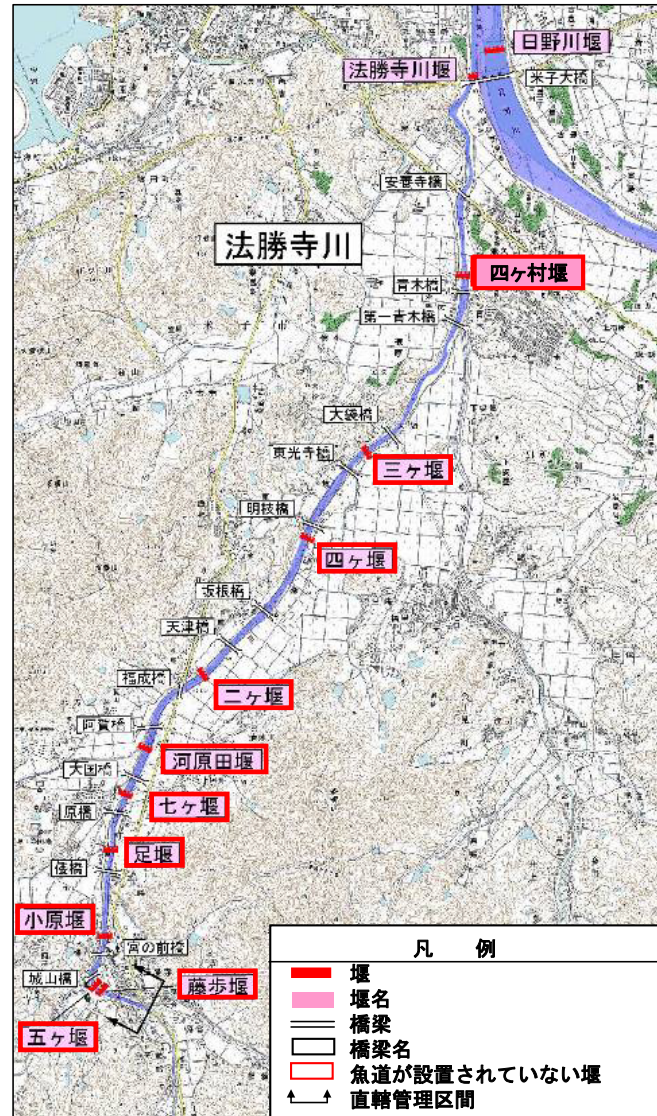 日野川堰
法勝寺川堰
米子大橋
安養寺橋
法勝寺川
四ヶ村堰
青木橋
第一青木橋
大袋橋
東光寺橋
三ヶ堰
明枝橋
四ヶ堰
坂根橋
天津橋
福成橋
二ヶ堰
阿賀橋
河原田堰
大国橋
七ヶ堰
原橋
足堰
倭橋
小原堰
宮の前橋
城山橋
藤歩堰
五ヶ堰
凡 例
堰
堰名
橋梁
橋梁名
魚道が設置されていない堰
直轄管理区間